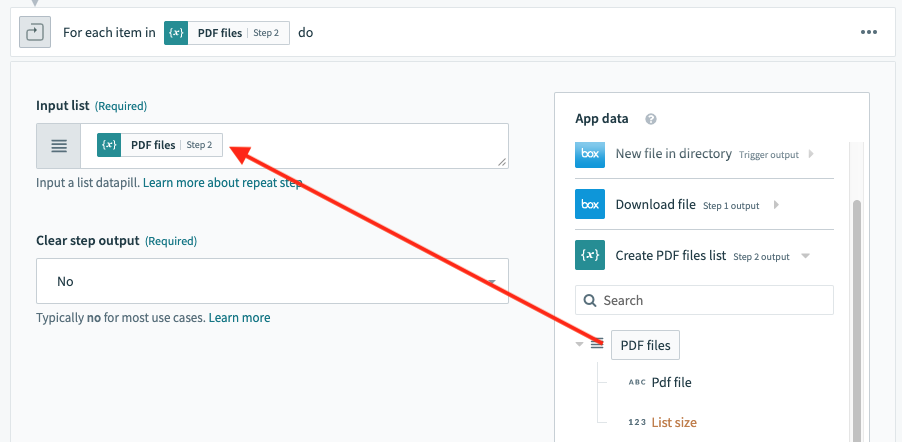 For each item in {x} PDF files Step 2 do
Input list (Required)
{x} PDF files Step 2
Input a list datapill. Learn more about repeat step
Clear step output (Required)
No
Typically no for most use cases. Learn more
App data ?
box New file in directory Trigger output
box Download file Step 1 output
{x} Create PDF files list Step 2 output
Search
PDF files
ABC Pdf file
123 List size